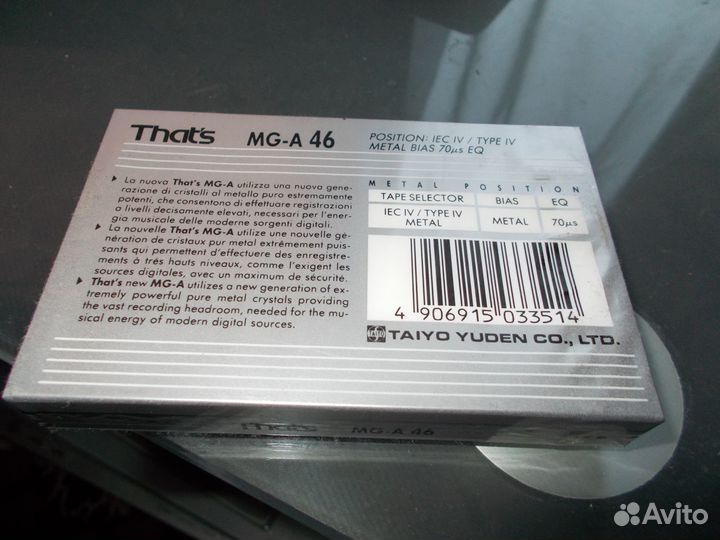 That's MG-A 46
POSITION: IEC IV / TYPE IV
METAL BIAS 70µs EQ
La nuova That's MG-A utilizza una nuova gene-
razione di cristalli al metallo puro estremamente
potenti, che consentono di effettuare registrazioni
a livelli decisamente elevati, necessari per l'ener-
gia musicale delle moderne sorgenti digitali.
La nouvelle That's MG-A utilize une nouvelle gé-
nération de cristaux pur metal extrêmement puis-
sants qui permettent d'effectuere des enregistre-
ments à très hauts niveaux, comme l'exigent les
sources digitales, avec un maximum de sécurité.
That's new MG-A utilizes a new generation of ex-
tremely powerful pure metal crystals providing
the vast recording headroom, needed for the mu-
sical energy of modern digital sources.
METAL POSITION
TAPE SELECTOR BIAS EQ
IEC IV / TYPE IV
METAL METAL 70µs
4 906915 033514
TAIYO YUDEN CO., LTD.
That's MG-A 46
Avito